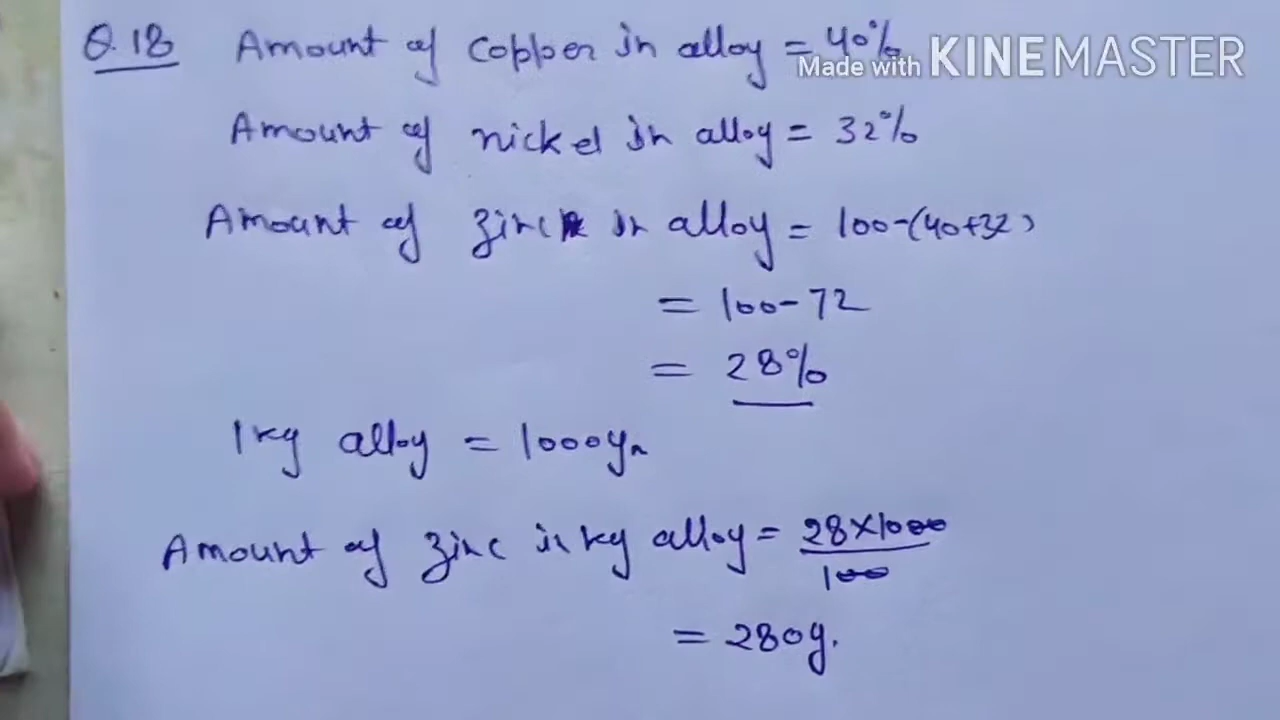 Q.18 Amount of Copper in alloy = 40%
Made with KINEMASTER
Amount of nickel in alloy = 32%
Amount of zinc in alloy = 100-(40+32)
= 100-72
= 28%
1kg alloy = 1000gm
Amount of zinc in kg alloy = 28×1000
100
= 280g.